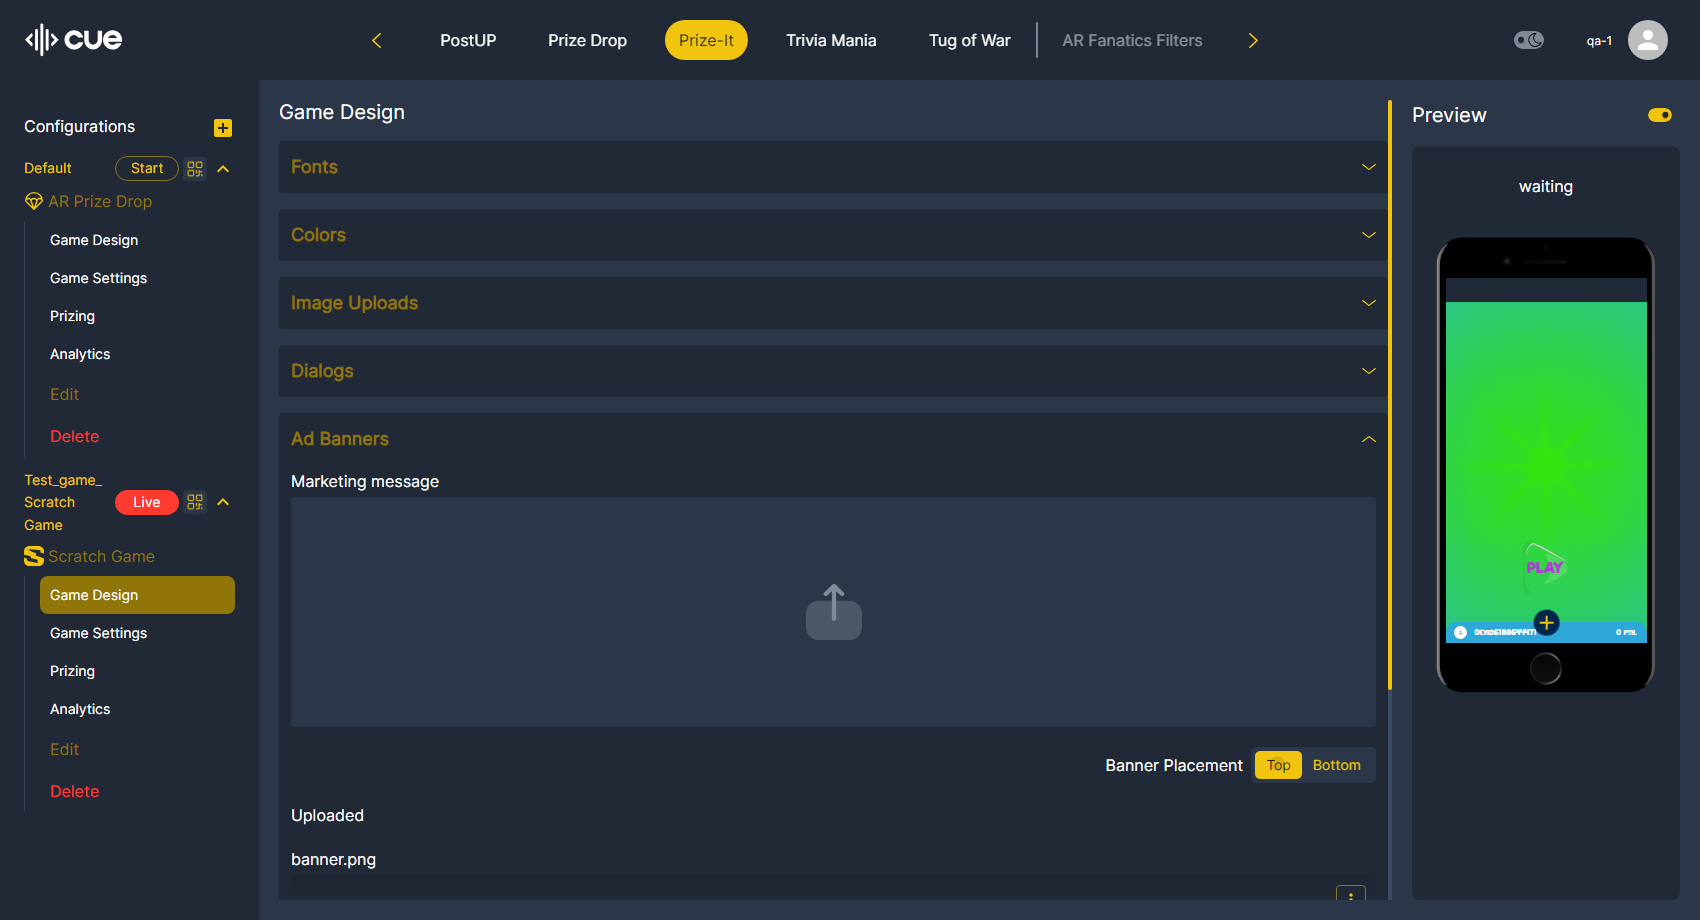 cue
PostUP
Prize Drop
Prize-It
Trivia Mania
Tug of War
AR Fanatics Filters
qa-1
Configurations
Default
Start
AR Prize Drop
Game Design
Game Settings
Prizing
Analytics
Edit
Delete
Test_game_
Scratch
Game
Live
Scratch Game
Game Design
Game Settings
Prizing
Analytics
Edit
Delete
Game Design
Fonts
Colors
Image Uploads
Dialogs
Ad Banners
Marketing message
Banner Placement
Top
Bottom
Uploaded
banner.png
Preview
waiting
PLAY
0 PTS.